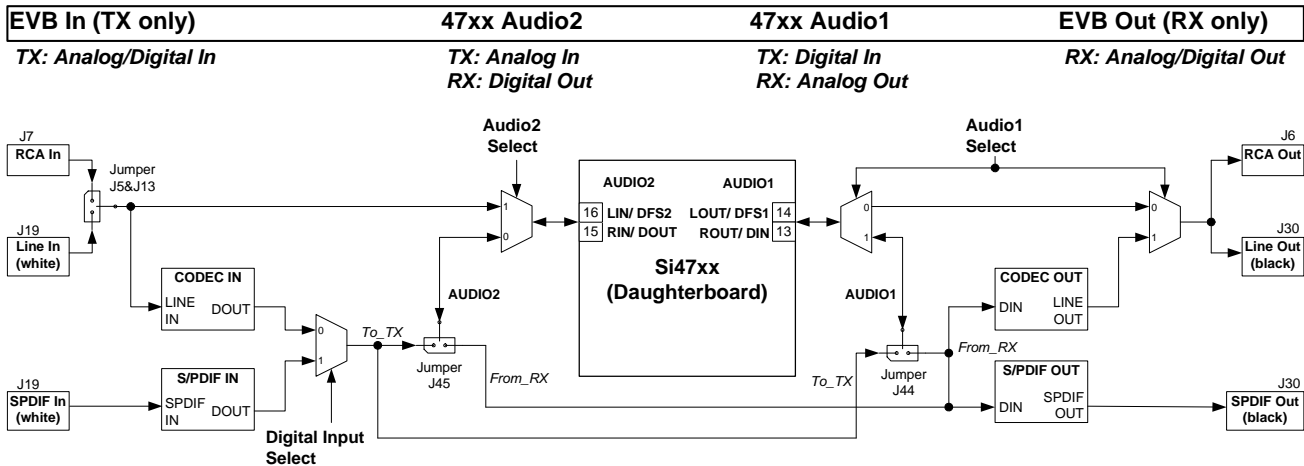 EVB In (TX only) 47xx Audio2 47xx Audio1 EVB Out (RX only)
TX: Analog/Digital In TX: Analog In TX: Digital In RX: Analog/Digital Out
RX: Digital Out RX: Analog Out
J7
RCA In
Jumper
J5&J13
J19
Line In
(white)
CODEC IN
LINE
IN
DOUT
J19
SPDIF In
(white)
S/PDIF IN
SPDIF
IN
DOUT
0
1
Digital Input
Select
To_TX
Jumper
J45
From_RX
AUDIO2
Audio2
Select
1
0
AUDIO2 AUDIO1
16 LIN/ DFS2 LOUT/ DFS1 14
15 RIN/ DOUT ROUT/ DIN 13
Si47xx
(Daughterboard)
Audio1
Select
0
1
AUDIO1
To_TX
Jumper
J44
From_RX
0
1
CODEC OUT
DIN
LINE
OUT
S/PDIF OUT
DIN
SPDIF
OUT
J6
RCA Out
J30
Line Out
(black)
J30
SPDIF Out
(black)